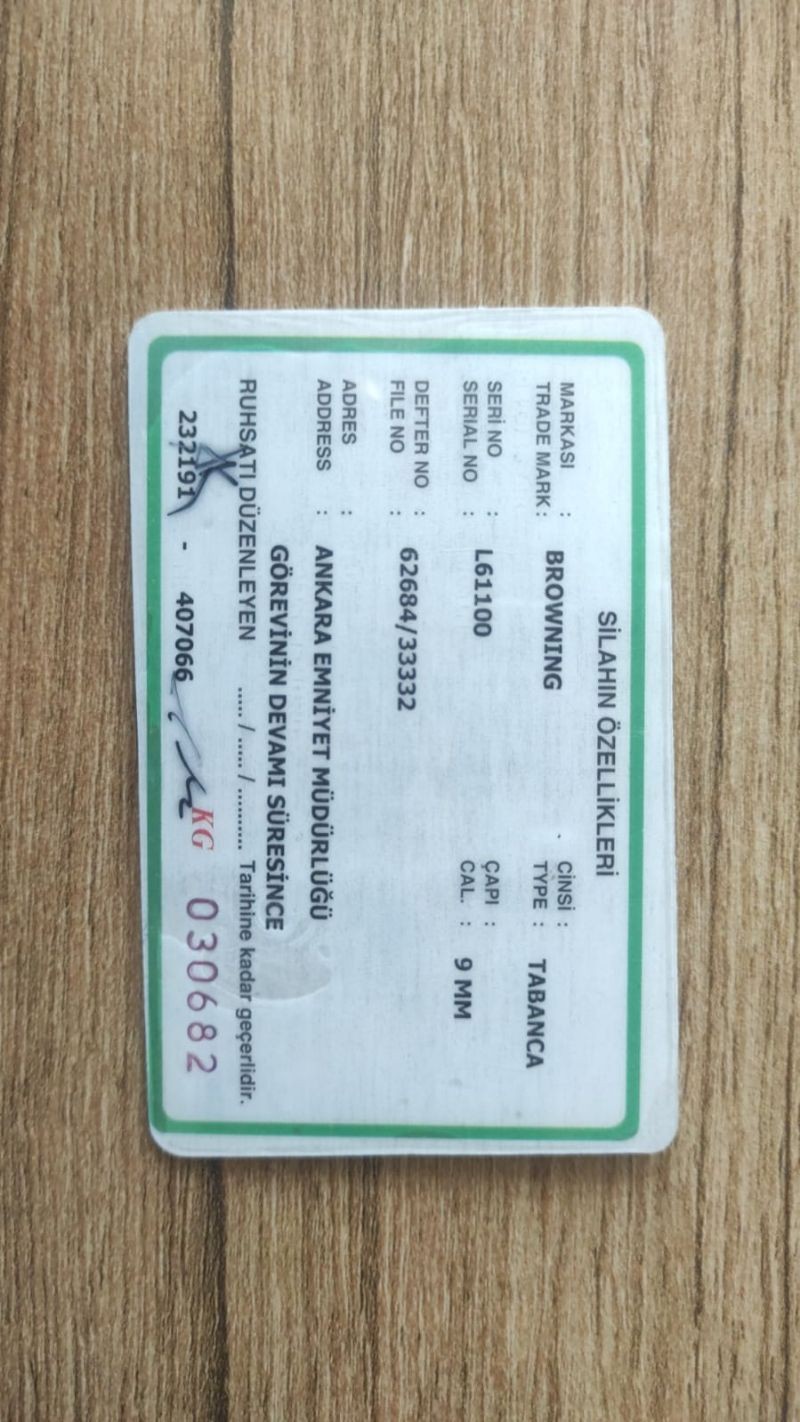 SİLAHIN ÖZELLİKLERİ
MARKASI : CİNSİ :
TRADE MARK : BROWNING TYPE : TABANCA
SERİ NO : ÇAPI :
SERIAL NO : L61100 CAL. : 9 MM
DEFTER NO :
FILE NO : 62684/33332
ADRES :
ADDRESS : ANKARA EMNİYET MÜDÜRLÜĞÜ
GÖREVİNİN DEVAMI SÜRESİNCE
RUHSATI DÜZENLEYEN ..... / ..... / .......... Tarihine kadar geçerlidir.
232191 - 407066 KG 030682